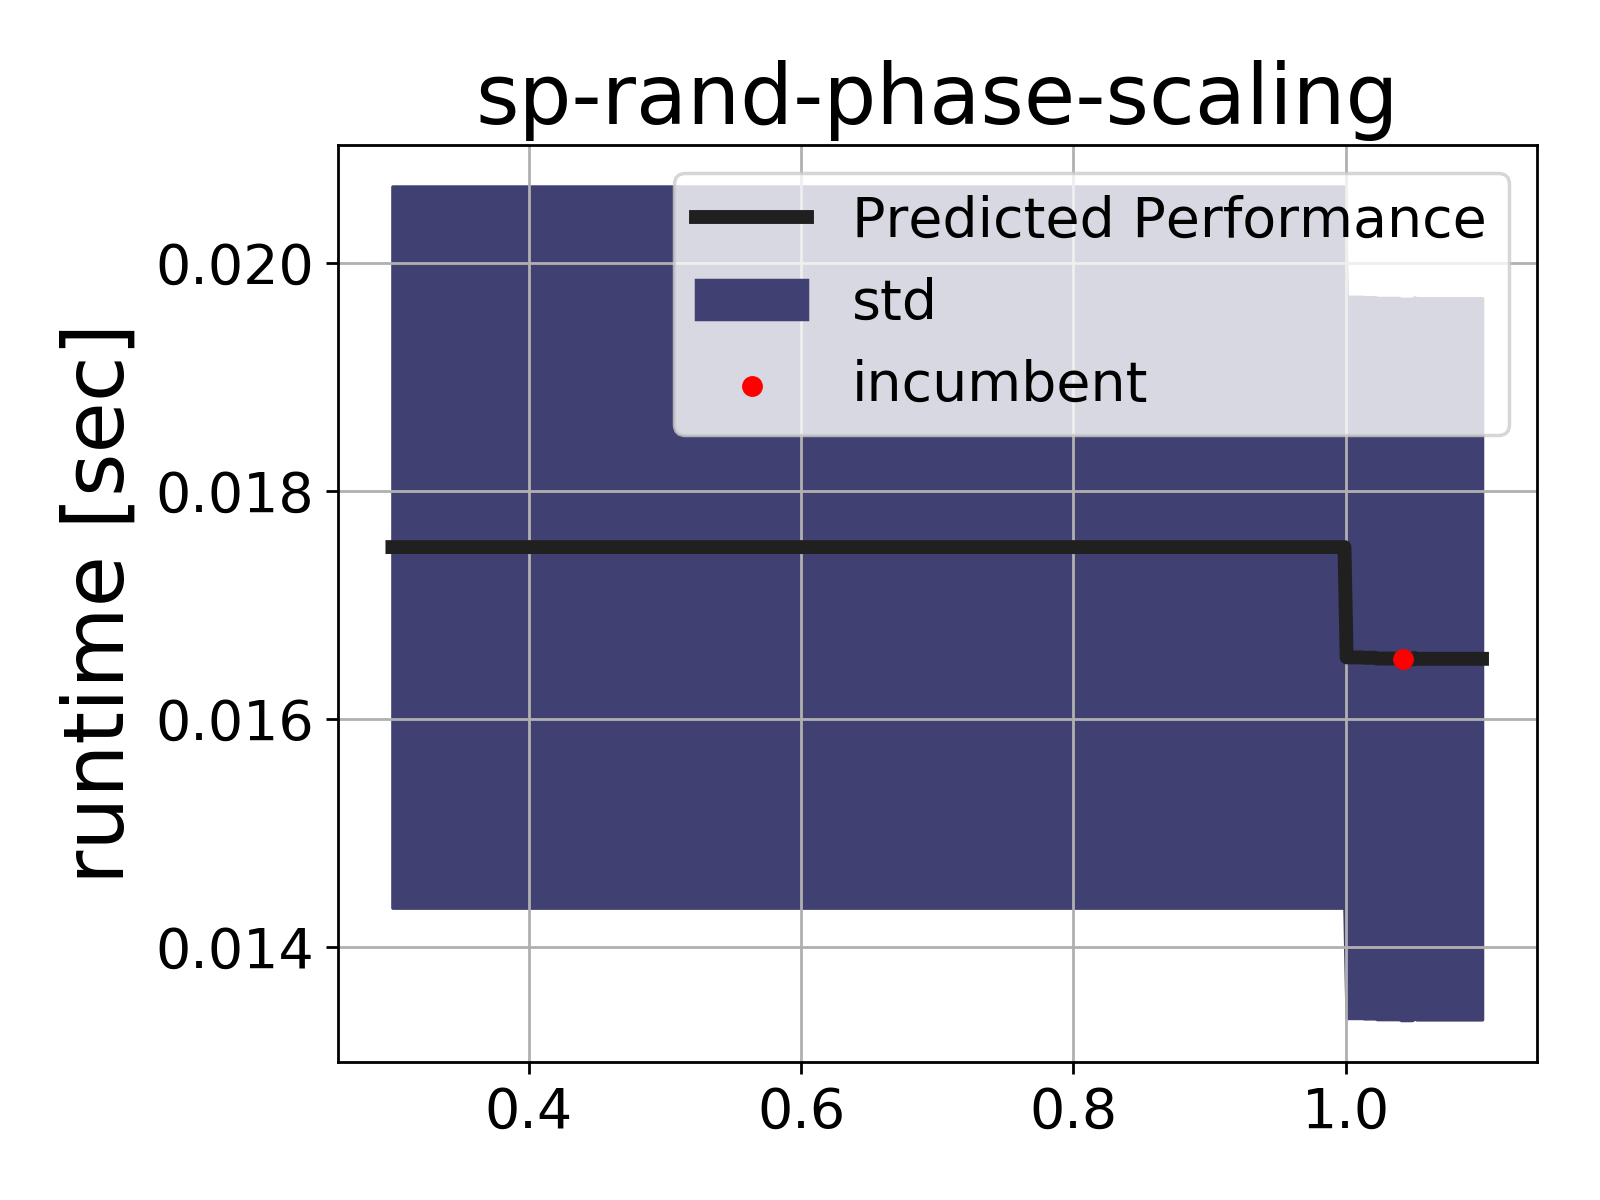 sp-rand-phase-scaling
runtime [sec]
0.020
0.018
0.016
0.014
Predicted Performance
std
incumbent
0.4 0.6 0.8 1.0